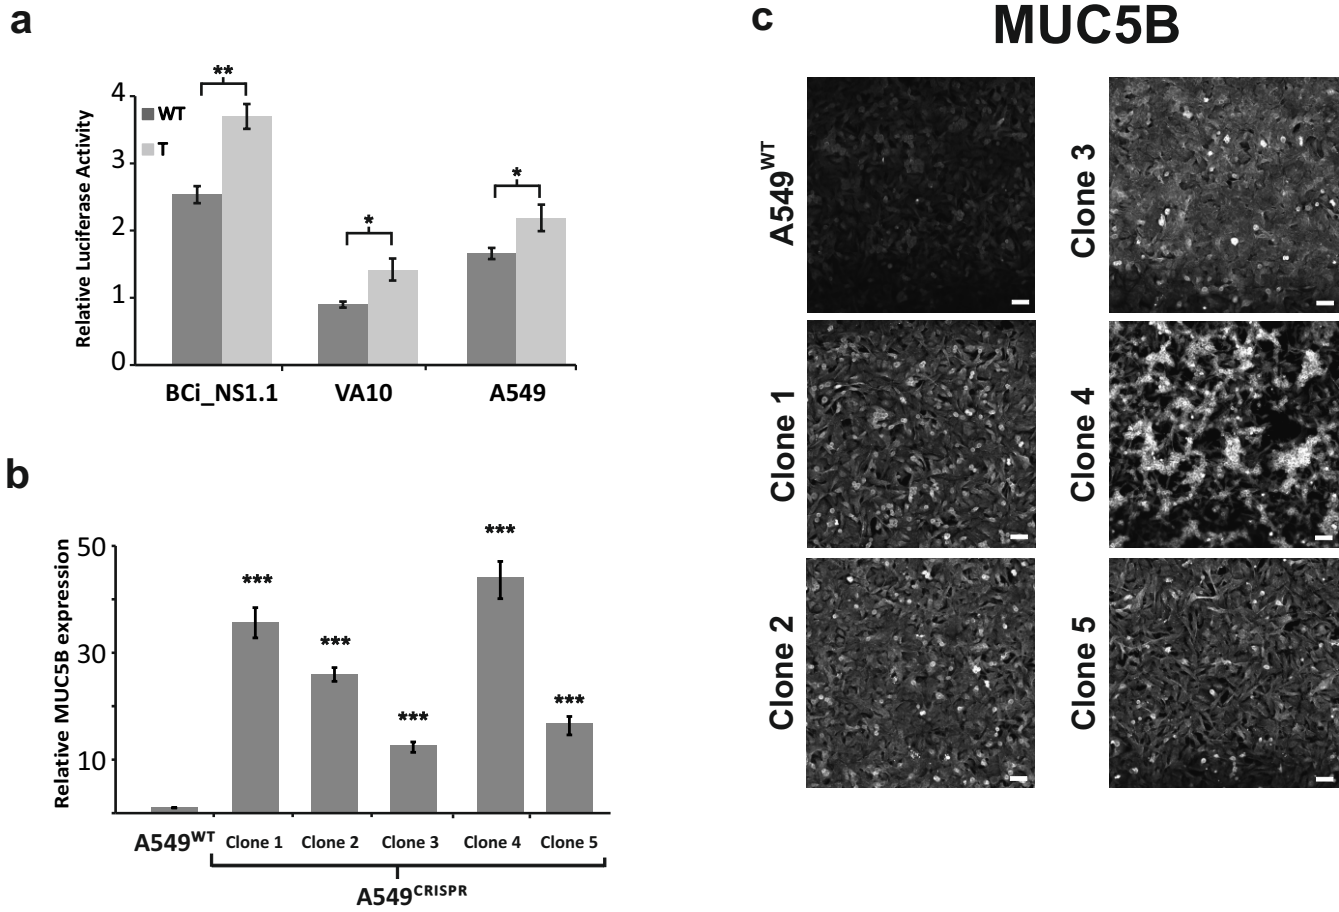 a
Relative Luciferase Activity
4
3
2
1
0
WT
T
**
*
*
BCi_NS1.1
VA10
A549
b
Relative MUC5B expression
50
30
10
***
***
***
***
***
A549WT
Clone 1
Clone 2
Clone 3
Clone 4
Clone 5
A549CRISPR
c
MUC5B
A549WT
Clone 1
Clone 2
Clone 3
Clone 4
Clone 5